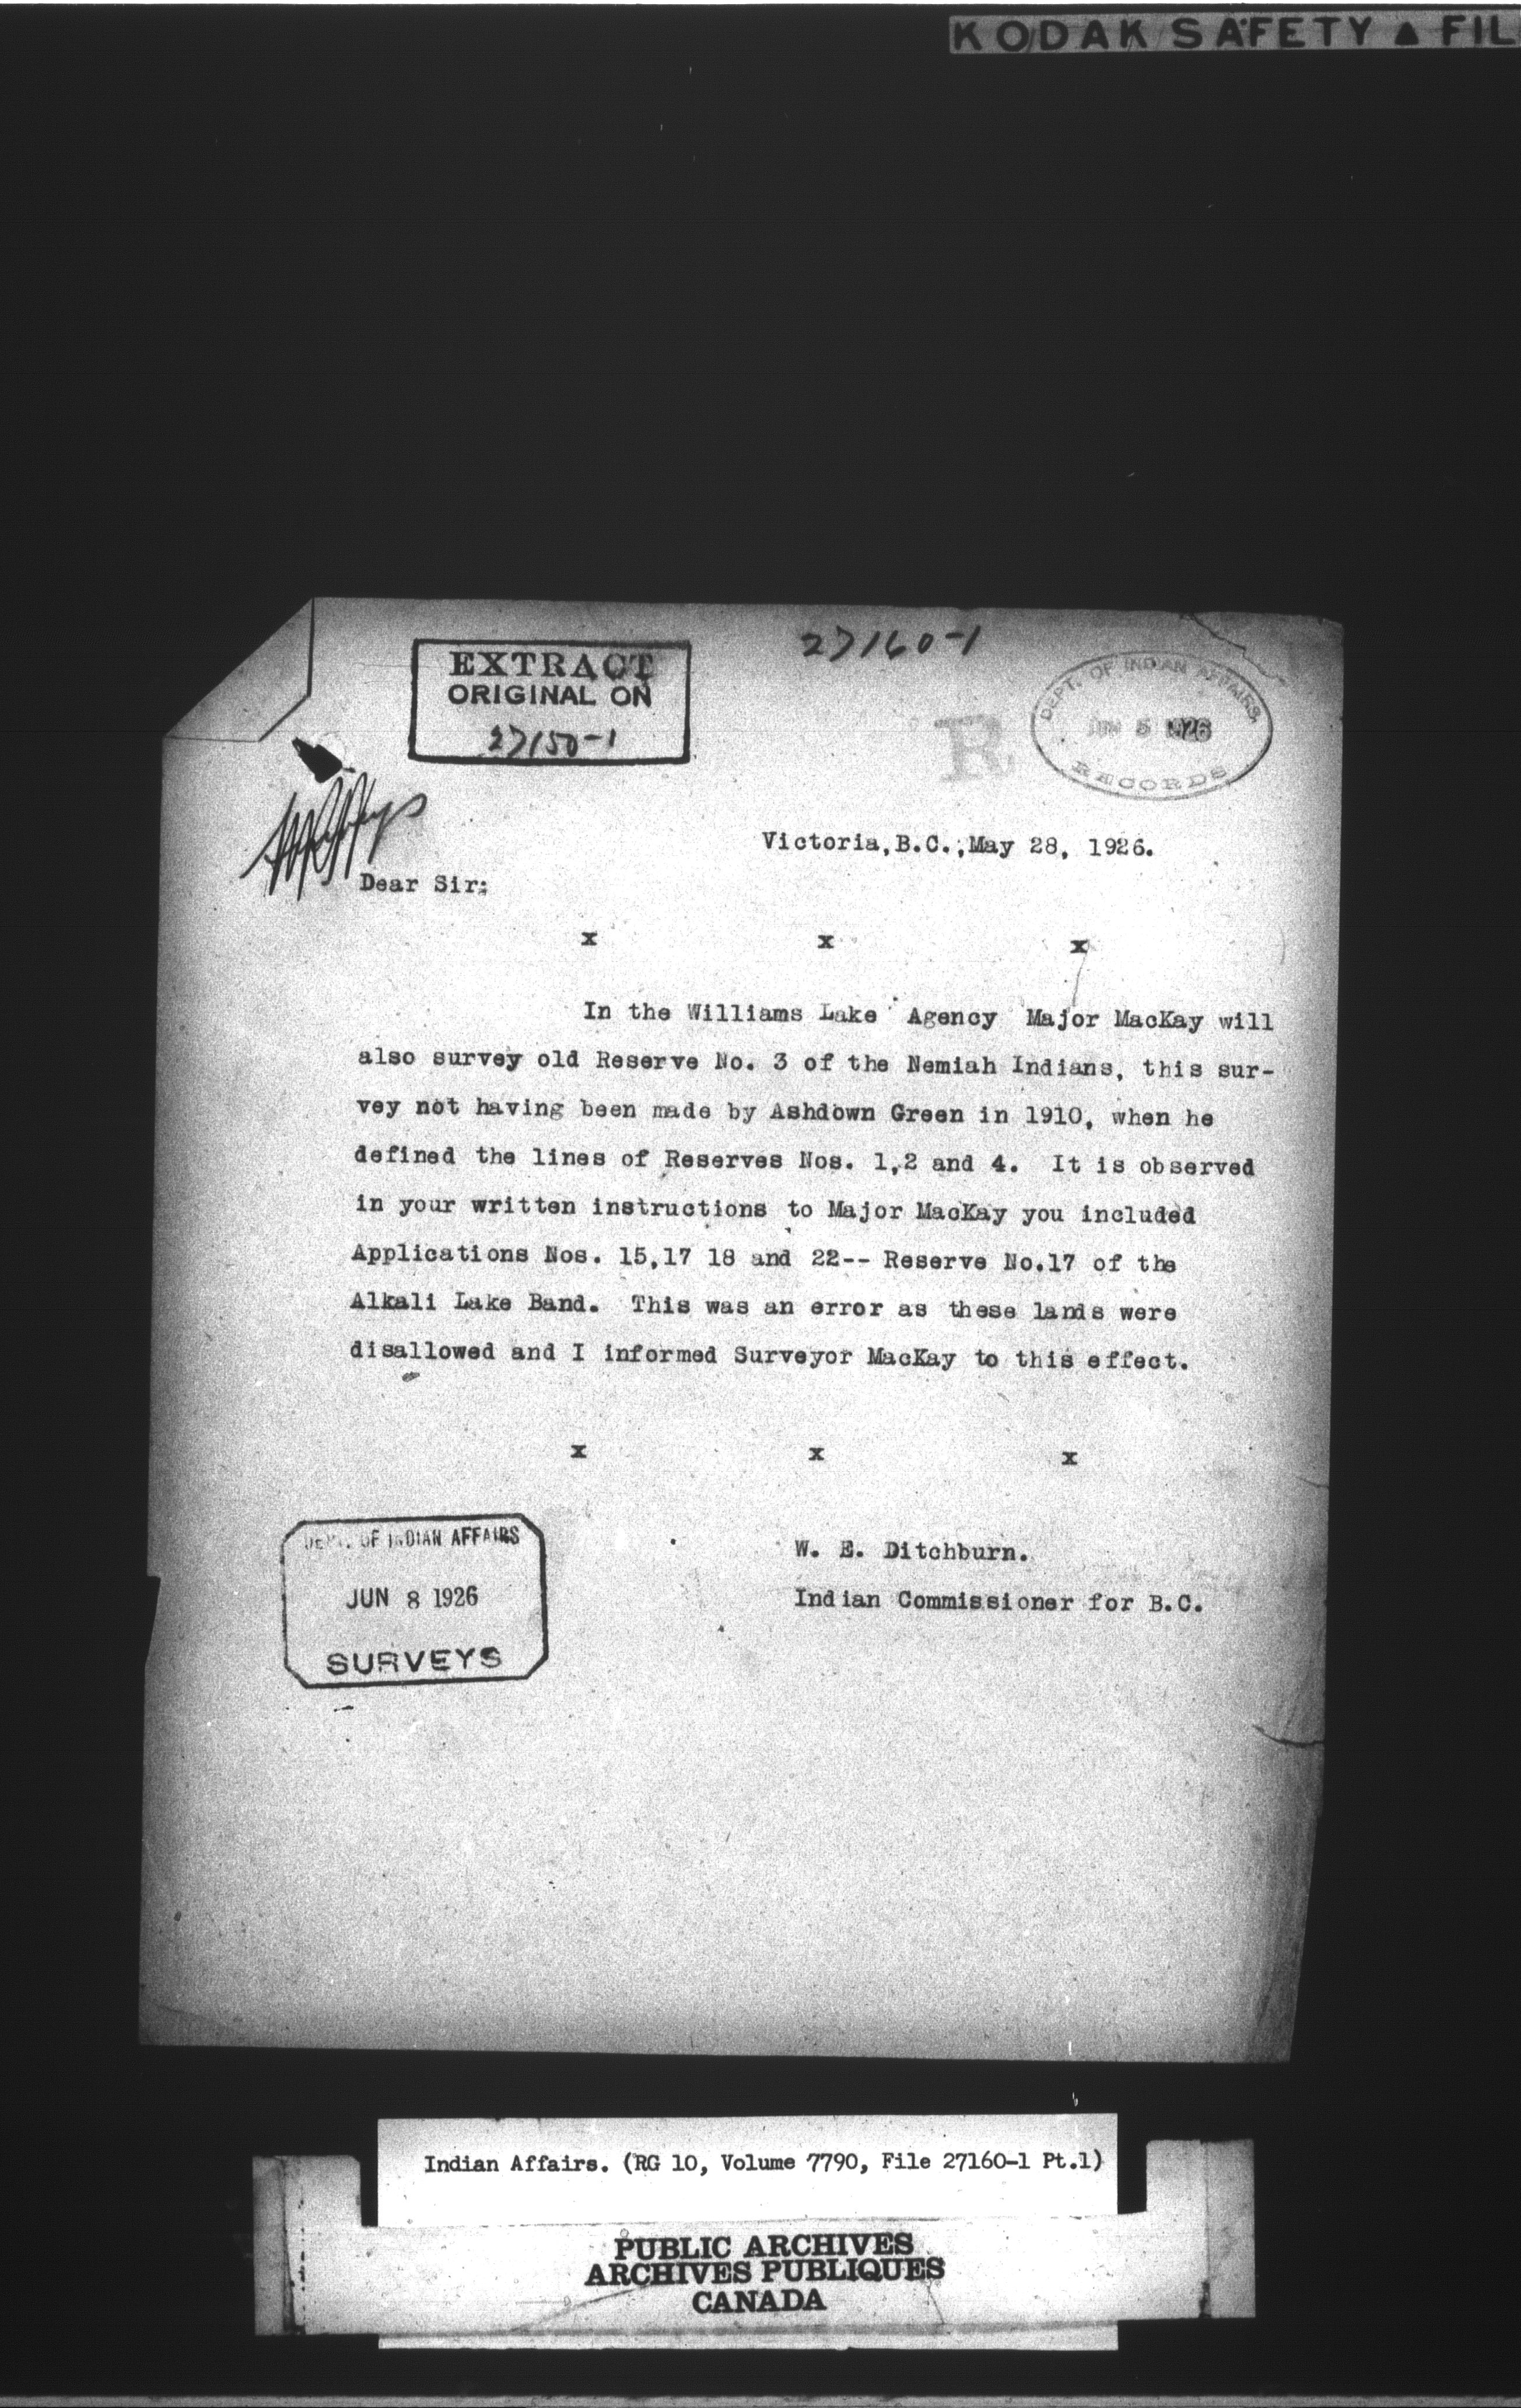 KODAK SAFETY ▲ FIL
27160-1
EXTRACT
ORIGINAL ON
27150-1
R
DEPT. OF INDIAN AFFAIRS,
JUN 5 1926
RECORDS
Victoria,B.C.,May 28, 1926.
Dear Sir:
x x x
In the Williams Lake Agency Major MacKay will
also survey old Reserve No. 3 of the Nemiah Indians, this sur-
vey not having been made by Ashdown Green in 1910, when he
defined the lines of Reserves Nos. 1,2 and 4. It is observed
in your written instructions to Major MacKay you included
Applications Nos. 15,17 18 and 22-- Reserve No.17 of the
Alkali Lake Band. This was an error as these lands were
disallowed and I informed Surveyor MacKay to this effect.
x x x
W. E. Ditchburn.
Indian Commissioner for B.C.
DEPT. OF INDIAN AFFAIRS
JUN 8 1926
SURVEYS
Indian Affairs. (RG 10, Volume 7790, File 27160-1 Pt.1)
PUBLIC ARCHIVES
ARCHIVES PUBLIQUES
CANADA